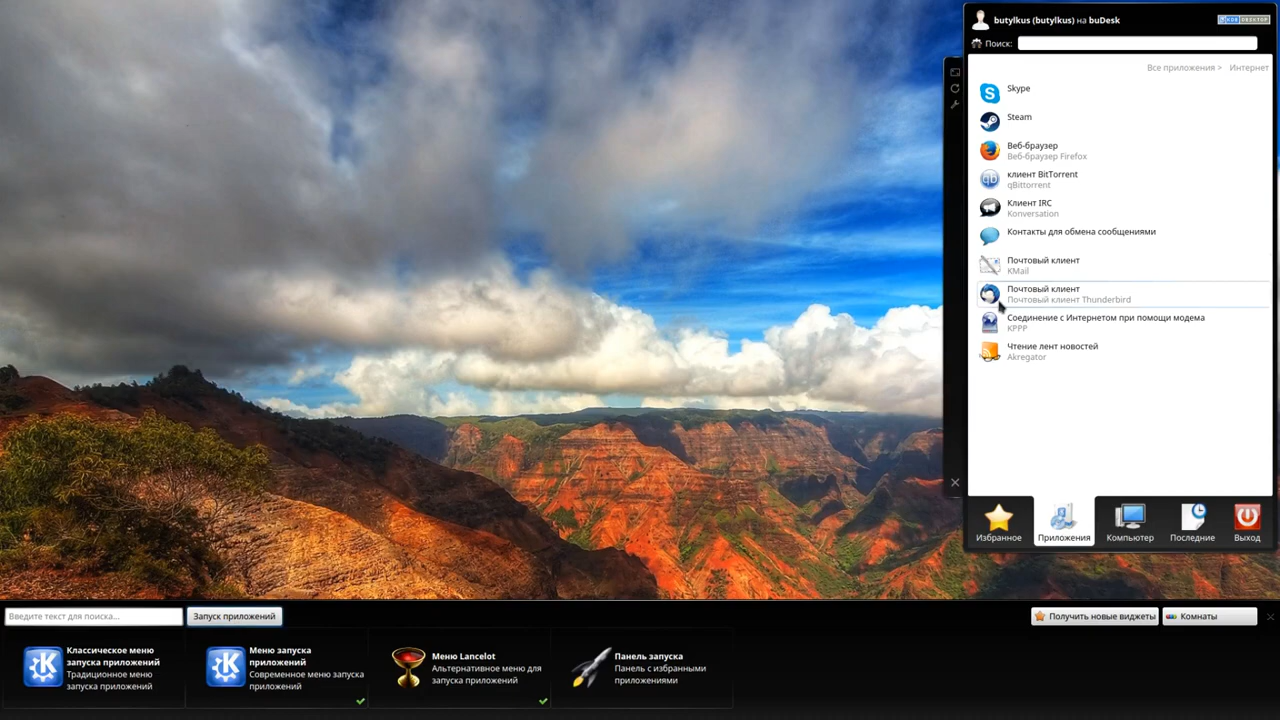 butylkus (butylkus) на buDesk
KDE DESKTOP
Поиск:
Все приложения > Интернет
Skype
Steam
Веб-браузер
Веб-браузер Firefox
клиент BitTorrent
qBittorrent
Клиент IRC
Konversation
Контакты для обмена сообщениями
Почтовый клиент
KMail
Почтовый клиент
Почтовый клиент Thunderbird
Соединение с Интернетом при помощи модема
KPPP
Чтение лент новостей
Akregator
Избранное
Приложения
Компьютер
Последние
Выход
Введите текст для поиска...
Запуск приложений
Получить новые виджеты
Комнаты
Классическое меню
запуска приложений
Традиционное меню
запуска приложений
Меню запуска
приложений
Современное меню запуска
приложений
Меню Lancelot
Альтернативное меню для
запуска приложений
Панель запуска
Панель с избранными
приложениями